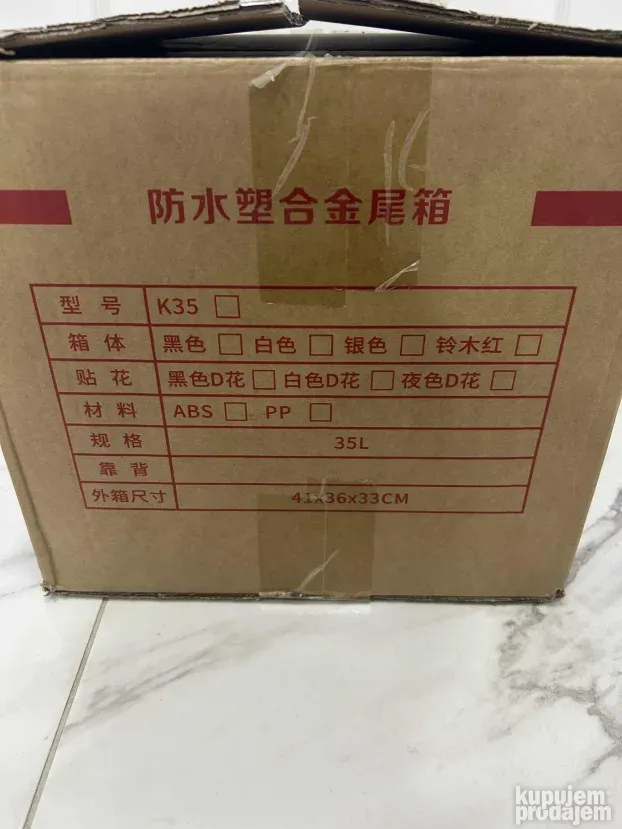 防水塑合金尾箱
型号 K35 □
箱体 黑色 □ 白色 □ 银色 □ 铃木红 □
贴花 黑色D花 □ 白色D花 □ 夜色D花 □
材料 ABS □ PP □
规格 35L
靠背
外箱尺寸 41x36x33CM
kupujem
prodajem